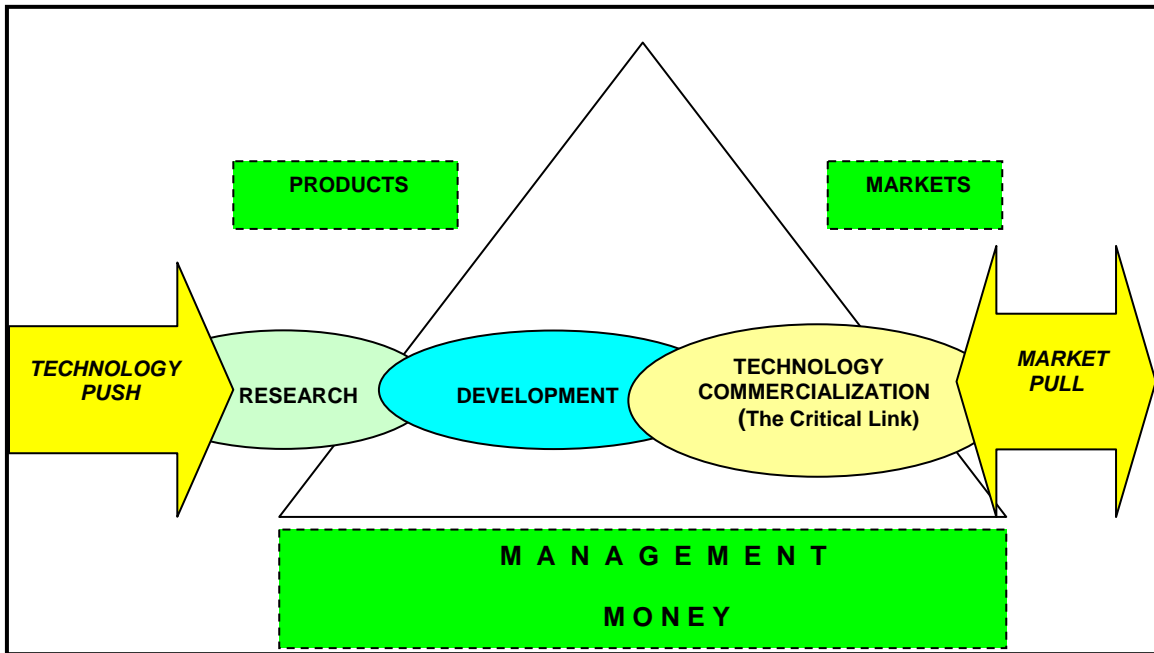 PRODUCTS
MARKETS
TECHNOLOGY
PUSH
RESEARCH
DEVELOPMENT
TECHNOLOGY
COMMERCIALIZATION
(The Critical Link)
MARKET
PULL
M A N A G E M E N T
M O N E Y